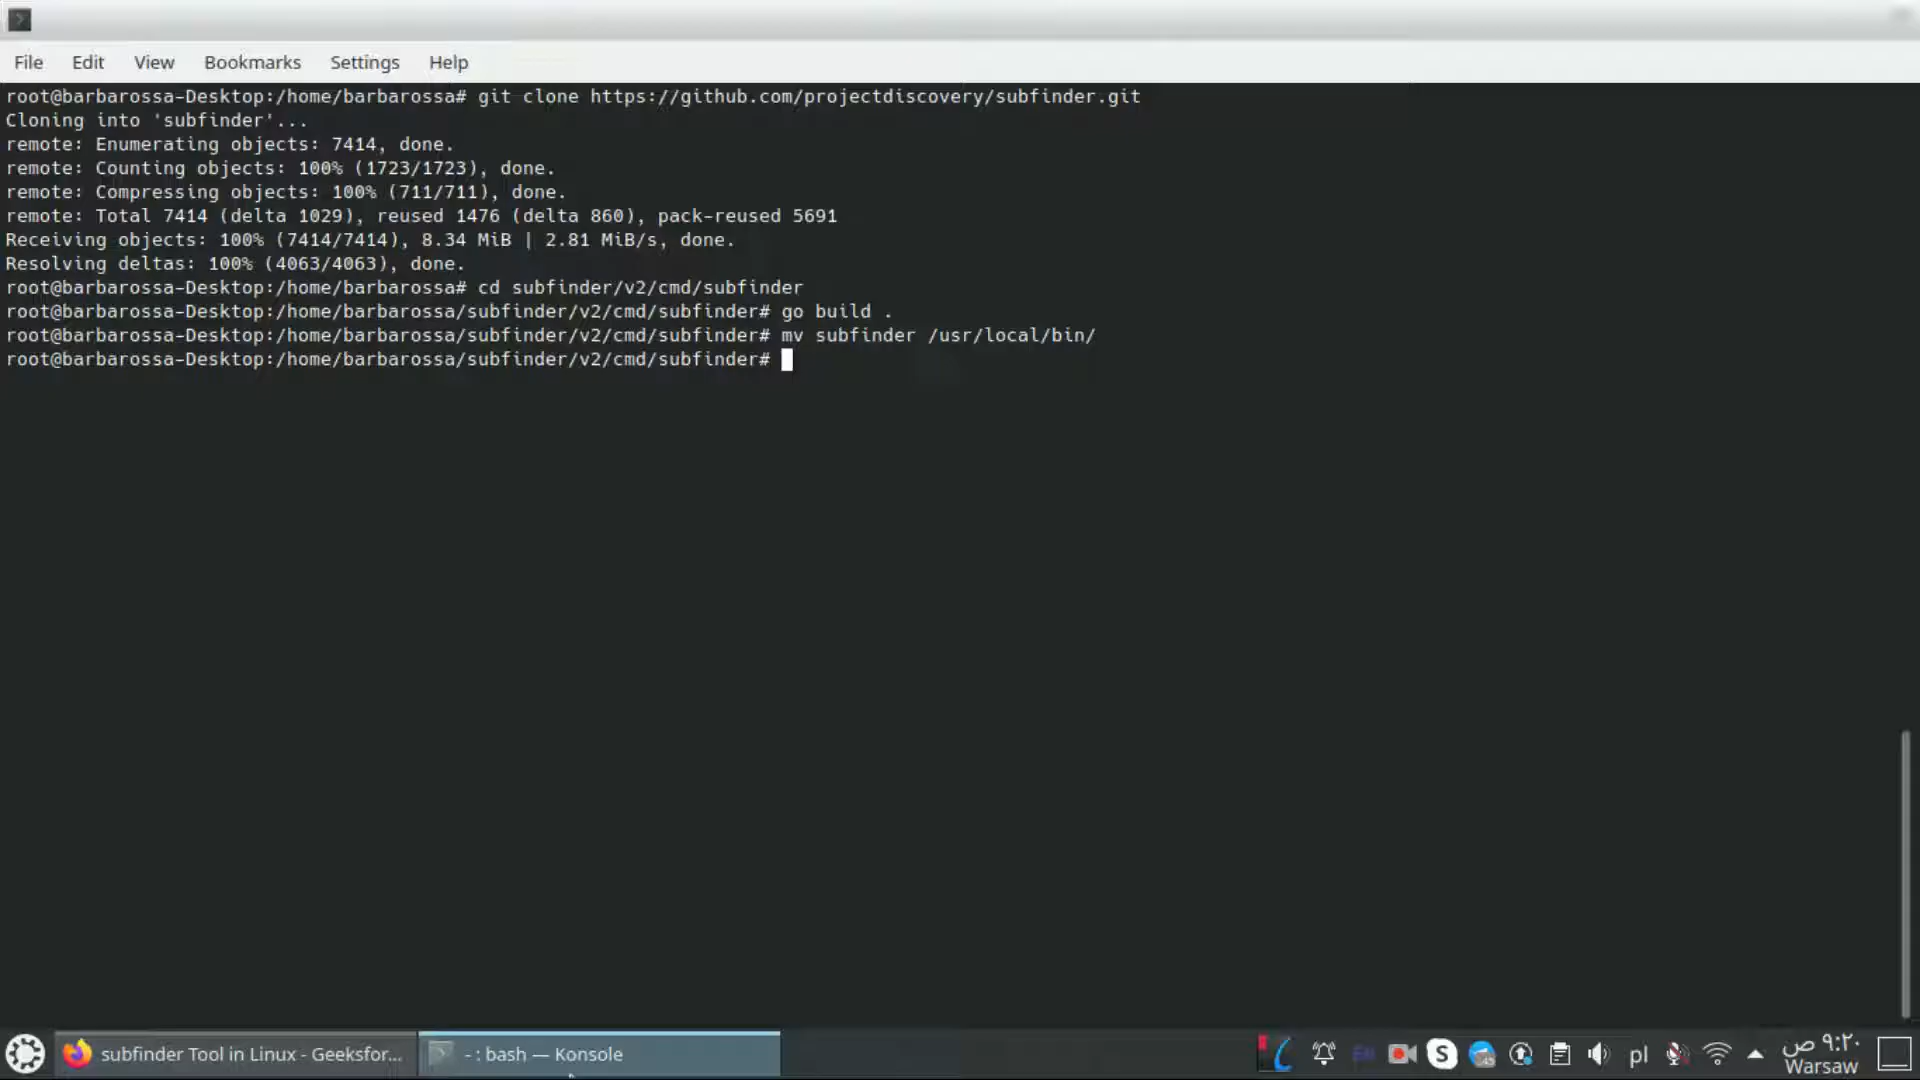 File Edit View Bookmarks Settings Help
root@barbarossa-Desktop:/home/barbarossa# git clone https://github.com/projectdiscovery/subfinder.git
Cloning into 'subfinder'...
remote: Enumerating objects: 7414, done.
remote: Counting objects: 100% (1723/1723), done.
remote: Compressing objects: 100% (711/711), done.
remote: Total 7414 (delta 1029), reused 1476 (delta 860), pack-reused 5691
Receiving objects: 100% (7414/7414), 8.34 MiB | 2.81 MiB/s, done.
Resolving deltas: 100% (4063/4063), done.
root@barbarossa-Desktop:/home/barbarossa# cd subfinder/v2/cmd/subfinder
root@barbarossa-Desktop:/home/barbarossa/subfinder/v2/cmd/subfinder# go build .
root@barbarossa-Desktop:/home/barbarossa/subfinder/v2/cmd/subfinder# mv subfinder /usr/local/bin/
root@barbarossa-Desktop:/home/barbarossa/subfinder/v2/cmd/subfinder#
subfinder Tool in Linux - Geeksfor... - : bash — Konsole pl ٩:٢٠ ص
Warsaw